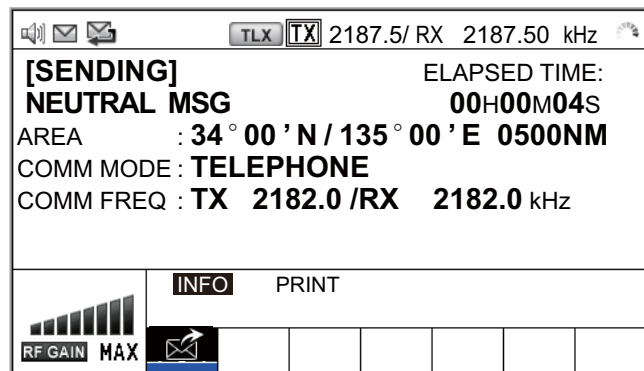 TLX TX 2187.5/ RX 2187.50 kHz
[SENDING] ELAPSED TIME:
NEUTRAL MSG 00H00M04S
AREA : 34°00 ’ N / 135°00 ’ E 0500NM
COMM MODE : TELEPHONE
COMM FREQ : TX 2182.0 /RX 2182.0 kHz
INFO PRINT
RF GAIN MAX